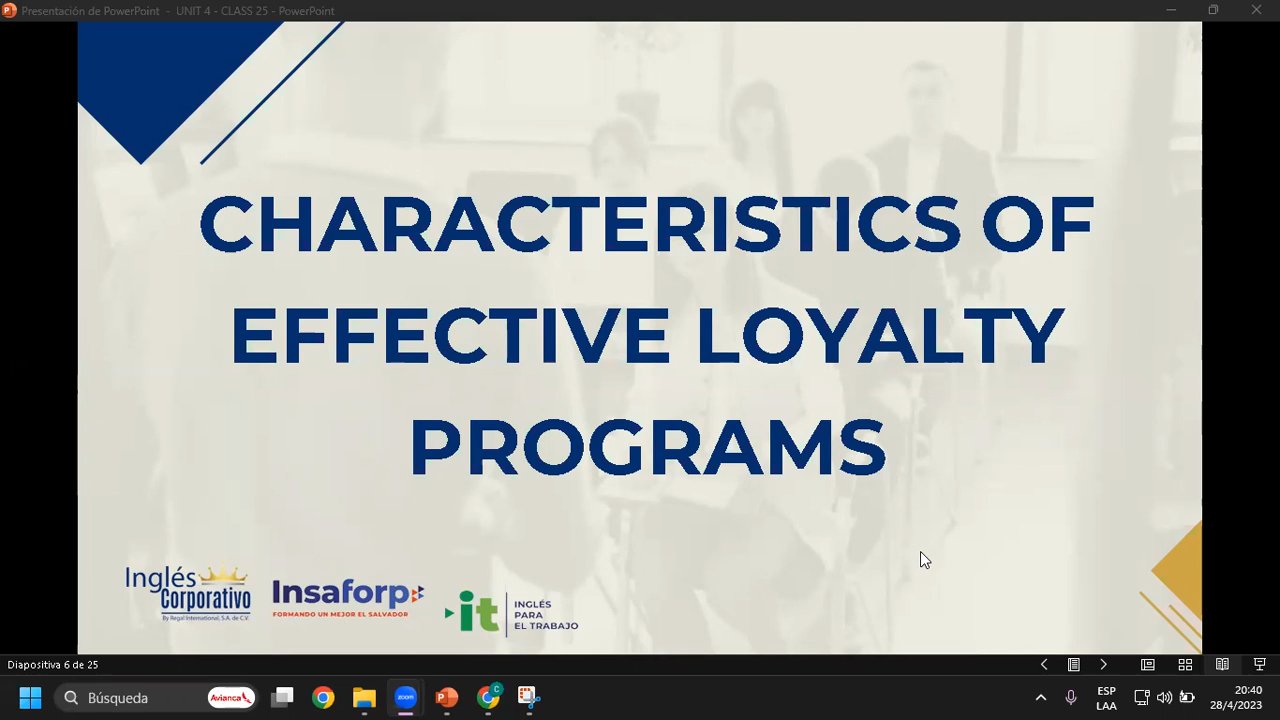 Presentación de PowerPoint - UNIT 4 - CLASS 25 - PowerPoint
CHARACTERISTICS OF
EFFECTIVE LOYALTY
PROGRAMS
Inglés
Corporativo
By Regal International, S.A. de C.V.
Insaforp
FORMANDO UN MEJOR EL SALVADOR
it
INGLÉS
PARA
EL TRABAJO
Diapositiva 6 de 25
Búsqueda
Avianca
zoom
C
ESP
LAA
20:40
28/4/2023